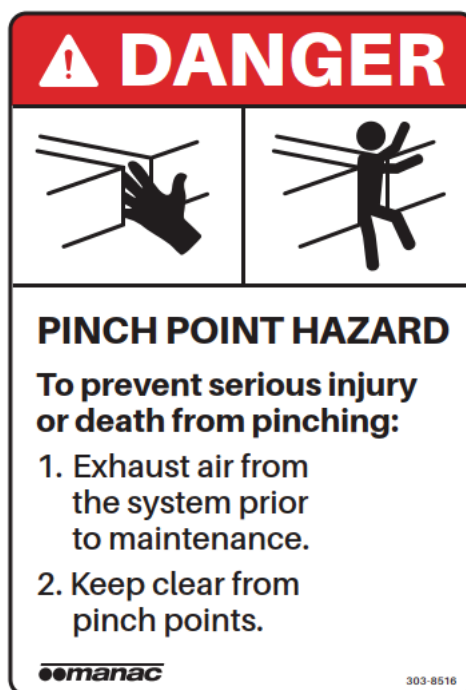 DANGER
PINCH POINT HAZARD
To prevent serious injury
or death from pinching:
1. Exhaust air from
the system prior
to maintenance.
2. Keep clear from
pinch points.
manac
303-8516